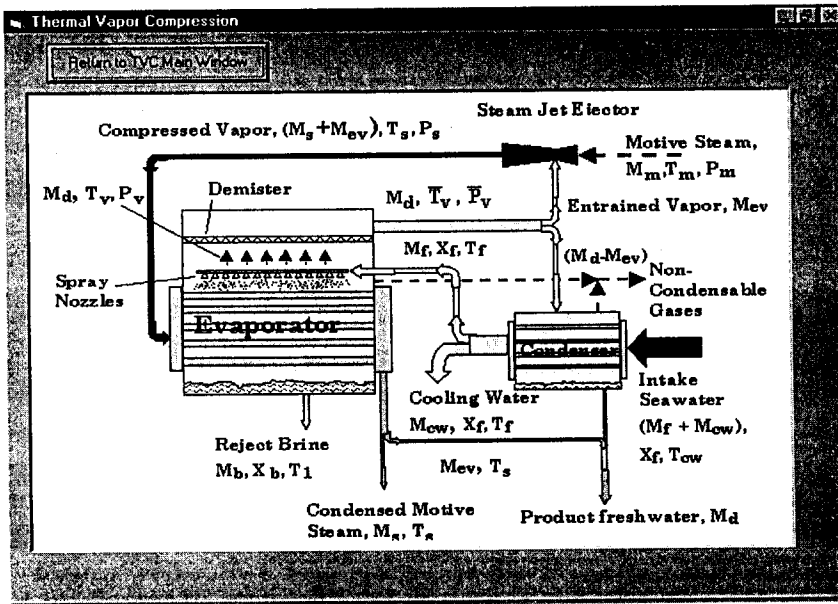 Thermal Vapor Compression
Return to TVC Main Window
Steam Jet Ejector
Compressed Vapor, (Ms+Mev), Ts, Ps
Motive Steam,
Mm,Tm, Pm
Md, Tv, Pv
Demister
Md, T̅v, P̅v
Entrained Vapor, Mev
Mf, Xf, Tf
(Md-Mev)
Spray
Nozzles
Non-
Condensable
Gases
Evaporator
Condenser
Cooling Water
Mcw, Xf, Tf
Intake
Seawater
(Mf + Mcw),
Xf, Tcw
Reject Brine
Mb, Xb, T1
Mev, Ts
Condensed Motive
Steam, Ms, Ts
Product freshwater, Md